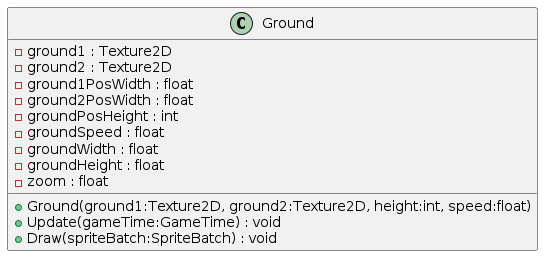 C Ground
ground1 : Texture2D
ground2 : Texture2D
ground1PosWidth : float
ground2PosWidth : float
groundPosHeight : int
groundSpeed : float
groundWidth : float
groundHeight : float
zoom : float
Ground(ground1:Texture2D, ground2:Texture2D, height:int, speed:float)
Update(gameTime:GameTime) : void
Draw(spriteBatch:SpriteBatch) : void